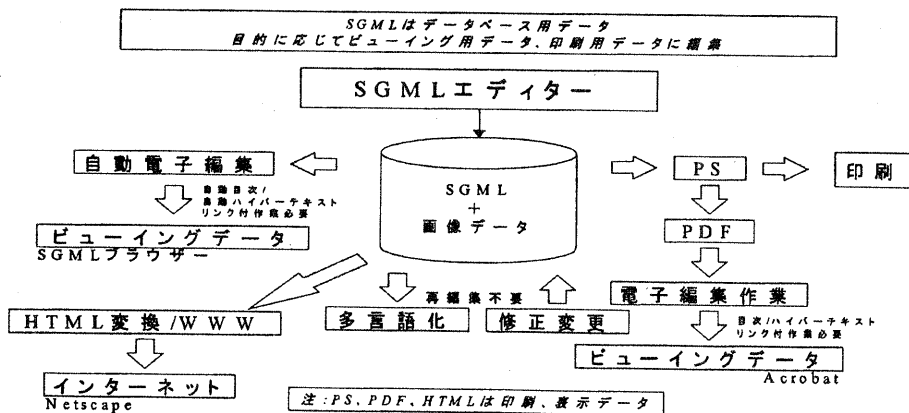 SGMLはデータベース用データ
目的に応じてビューイング用データ、印刷用データに編集
SGMLエディター
自動電子編集
SGML
+
画像データ
PS
印刷
自動目次/
自動ハイパーテキスト
リンク付作業必要
ビューイングデータ
SGMLブラウザー
PDF
電子編集作業
再編集不要
HTML変換/WWW
多言語化
修正変更
目次/ハイパーテキスト
リンク付作業必要
ビューイングデータ
Acrobat
インターネット
Netscape
注:PS、PDF、HTMLは印刷、表示データ